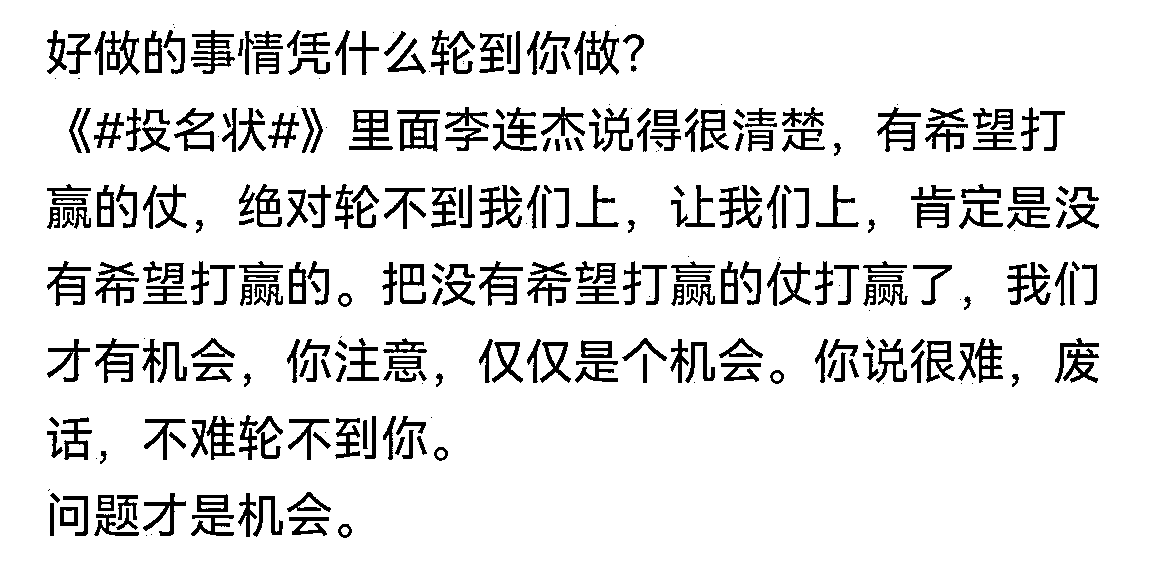 好做的事情凭什么轮到你做?
《#投名状#》里面李连杰说得很清楚，有希望打
赢的仗，绝对轮不到我们上，让我们上，肯定是没
有希望打赢的。把没有希望打赢的仗打赢了，我们
才有机会，你注意，仅仅是个机会。你说很难，废
话，不难轮不到你。
问题才是机会。